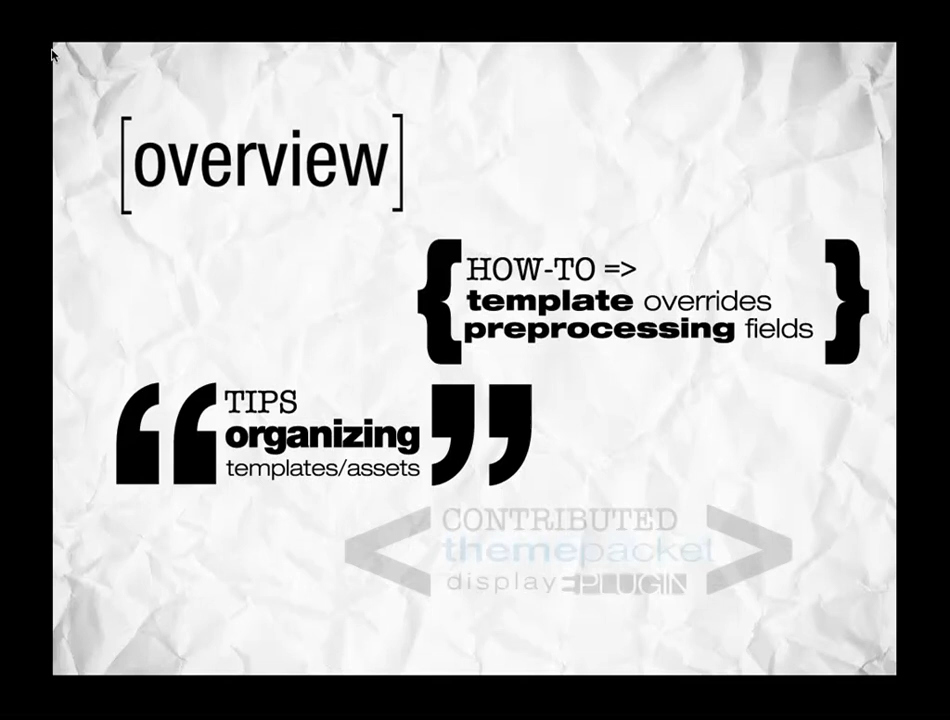 [overview]
{ HOW-TO =>
template overrides
preprocessing fields }
“ TIPS
organizing
templates/assets ”
< CONTRIBUTED
themepacket
display PLUGIN >